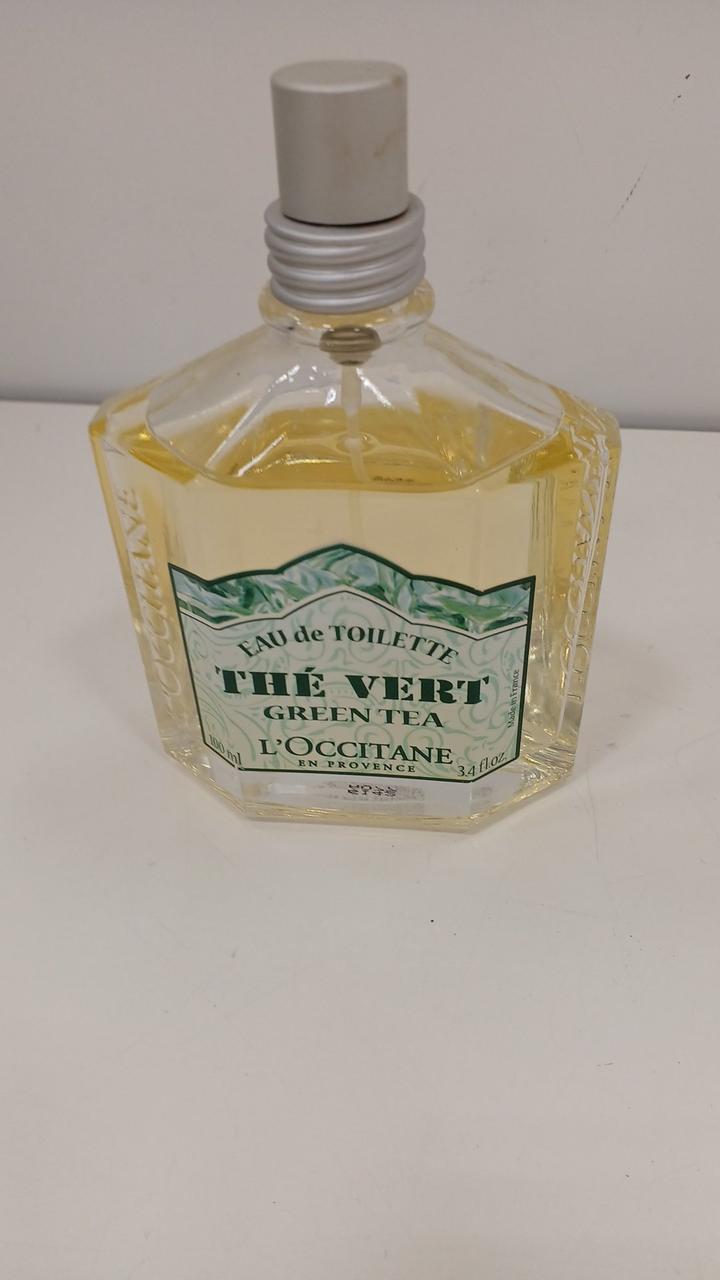 EAU de TOILETTE
THÉ VERT
GREEN TEA
L'OCCITANE
EN PROVENCE
100 ml
3.4 fl.oz.
Made in France
L'OCCITANE